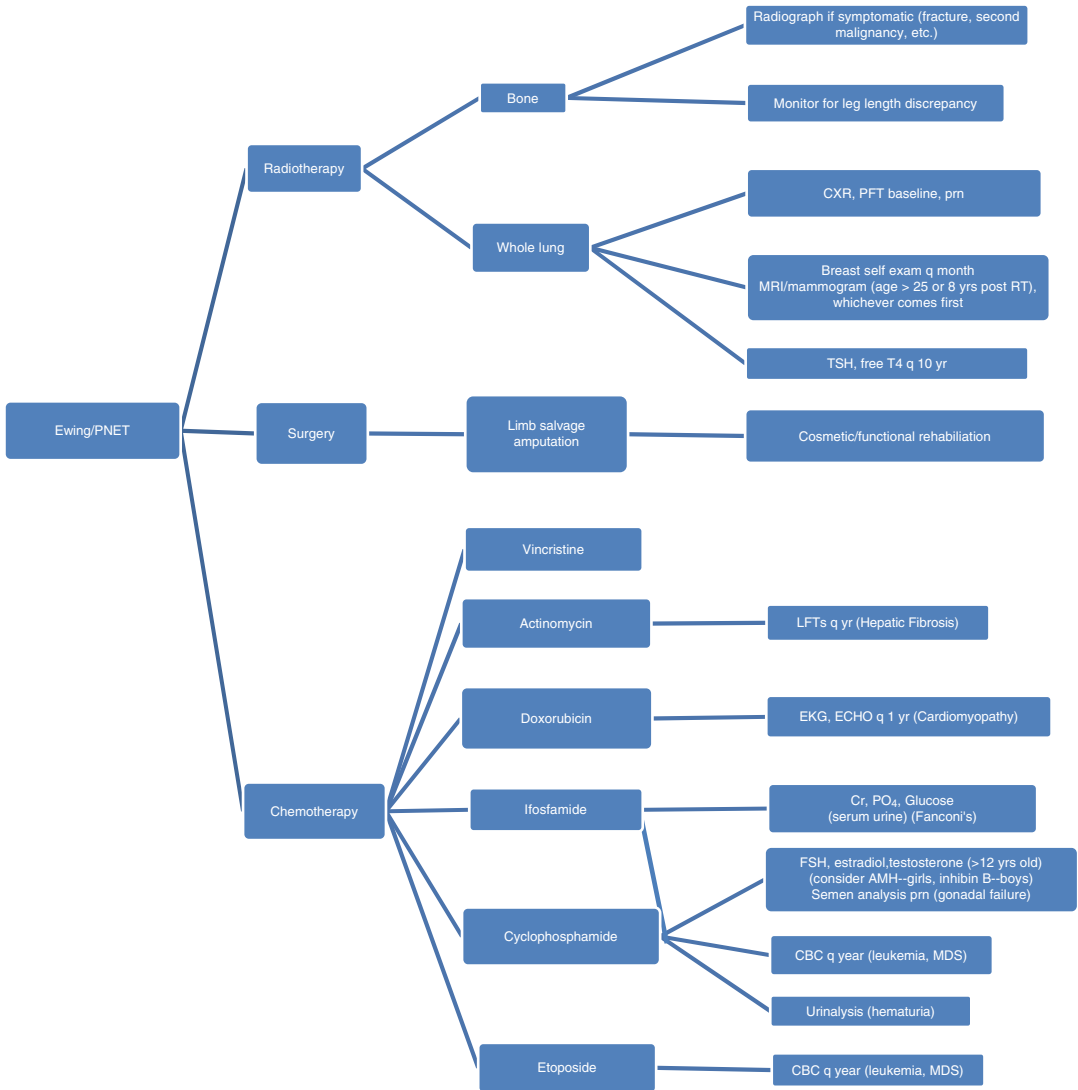 Radiograph if symptomatic (fracture, second
malignancy, etc.)
Bone
Monitor for leg length discrepancy
Radiotherapy
CXR, PFT baseline, prn
Whole lung
Breast self exam q month
MRI/mammogram (age > 25 or 8 yrs post RT),
whichever comes first
TSH, free T4 q 10 yr
Ewing/PNET
Surgery
Limb salvage
amputation
Cosmetic/functional rehabiliation
Vincristine
Actinomycin
LFTs q yr (Hepatic Fibrosis)
Doxorubicin
EKG, ECHO q 1 yr (Cardiomyopathy)
Chemotherapy
Ifosfamide
Cr, PO₄, Glucose
(serum urine) (Fanconi's)
FSH, estradiol,testosterone (>12 yrs old)
(consider AMH--girls, inhibin B--boys)
Semen analysis prn (gonadal failure)
Cyclophosphamide
CBC q year (leukemia, MDS)
Urinalysis (hematuria)
Etoposide
CBC q year (leukemia, MDS)